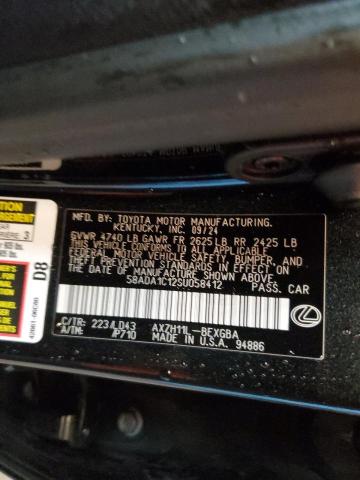 MFD. BY: TOYOTA MOTOR MANUFACTURING,
KENTUCKY, INC. 09/24
GVWR 4740 LB GAWR FR 2625 LB RR 2425 LB
THIS VEHICLE CONFORMS TO ALL APPLICABLE
FEDERAL MOTOR VEHICLE SAFETY, BUMPER, AND THEFT
PREVENTION STANDARDS IN EFFECT ON THE DATE
OF MANUFACTURE SHOWN ABOVE.
58ADA1C12SU058412 PASS. CAR
C/TR: 223/LD43 AXZH11L-BEXGBA
A/TM: /P710 MADE IN U.S.A. 94886
D8
3